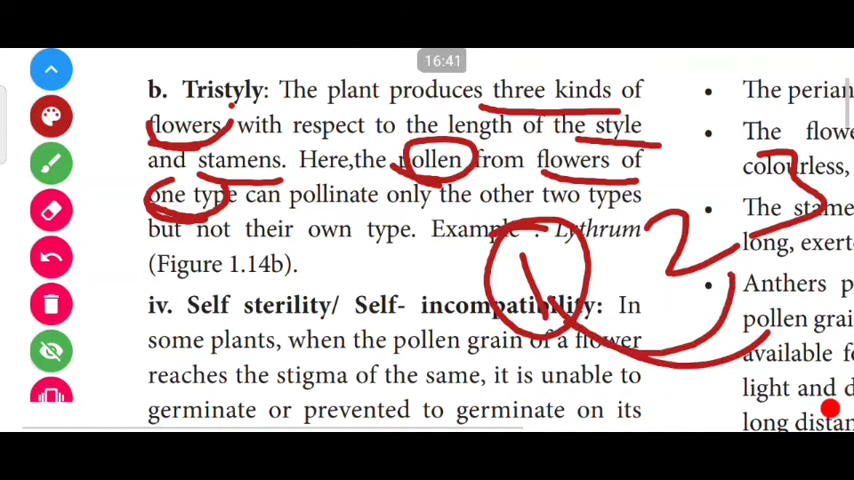 16:41
b. Tristyly: The plant produces three kinds of
flowers with respect to the length of the style
and stamens. Here,the pollen from flowers of
one type can pollinate only the other two types
but not their own type. Example : Lythrum
(Figure 1.14b).
iv. Self sterility/ Self- incompatibility: In
some plants, when the pollen grain of a flower
reaches the stigma of the same, it is unable to
germinate or prevented to germinate on its
• The perian
• The flowe
colourless,
• The stame
long, exerte
• Anthers p
pollen grai
available fo
light and d
long distan
1 2 3